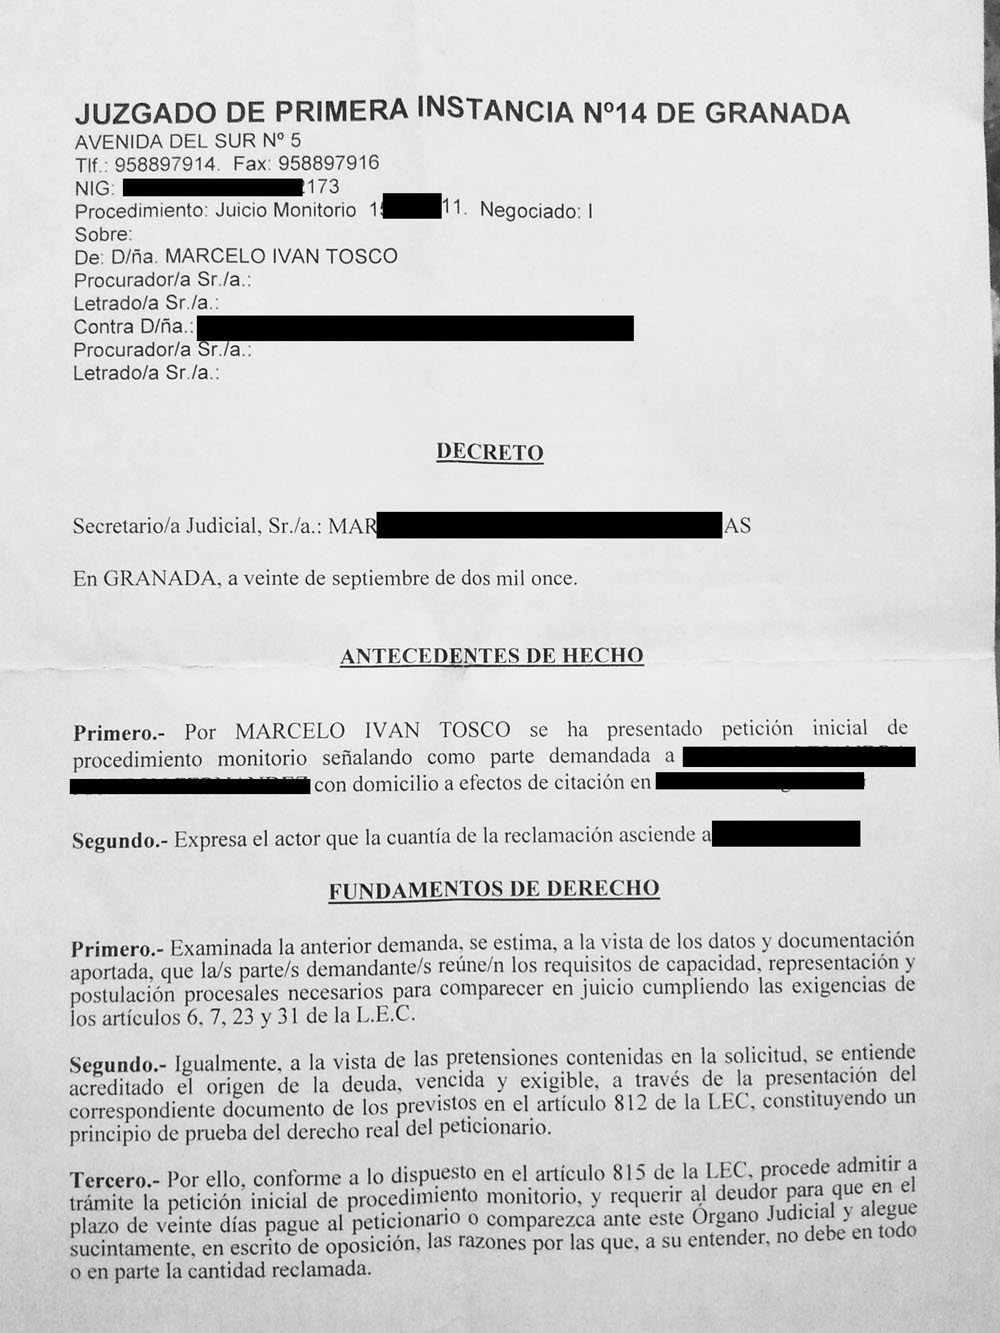 JUZGADO DE PRIMERA INSTANCIA Nº14 DE GRANADA
AVENIDA DEL SUR Nº 5
Tlf.: 958897914. Fax: 958897916
NIG: 173
Procedimiento: Juicio Monitorio 1 11. Negociado: I
Sobre:
De: D/ña. MARCELO IVAN TOSCO
Procurador/a Sr./a.:
Letrado/a Sr./a.:
Contra D/ña.:
Procurador/a Sr./a.:
Letrado/a Sr./a.:
DECRETO
Secretario/a Judicial, Sr./a.: MAR AS
En GRANADA, a veinte de septiembre de dos mil once.
ANTECEDENTES DE HECHO
Primero.- Por MARCELO IVAN TOSCO se ha presentado petición inicial de
procedimiento monitorio señalando como parte demandada a
con domicilio a efectos de citación en
Segundo.- Expresa el actor que la cuantía de la reclamación asciende a
FUNDAMENTOS DE DERECHO
Primero.- Examinada la anterior demanda, se estima, a la vista de los datos y documentación
aportada, que la/s parte/s demandante/s reúne/n los requisitos de capacidad, representación y
postulación procesales necesarios para comparecer en juicio cumpliendo las exigencias de
los artículos 6, 7, 23 y 31 de la L.E.C.
Segundo.- Igualmente, a la vista de las pretensiones contenidas en la solicitud, se entiende
acreditado el origen de la deuda, vencida y exigible, a través de la presentación del
correspondiente documento de los previstos en el artículo 812 de la LEC, constituyendo un
principio de prueba del derecho real del peticionario.
Tercero.- Por ello, conforme a lo dispuesto en el artículo 815 de la LEC, procede admitir a
trámite la petición inicial de procedimiento monitorio, y requerir al deudor para que en el
plazo de veinte días pague al peticionario o comparezca ante este Órgano Judicial y alegue
sucintamente, en escrito de oposición, las razones por las que, a su entender, no debe en todo
o en parte la cantidad reclamada.